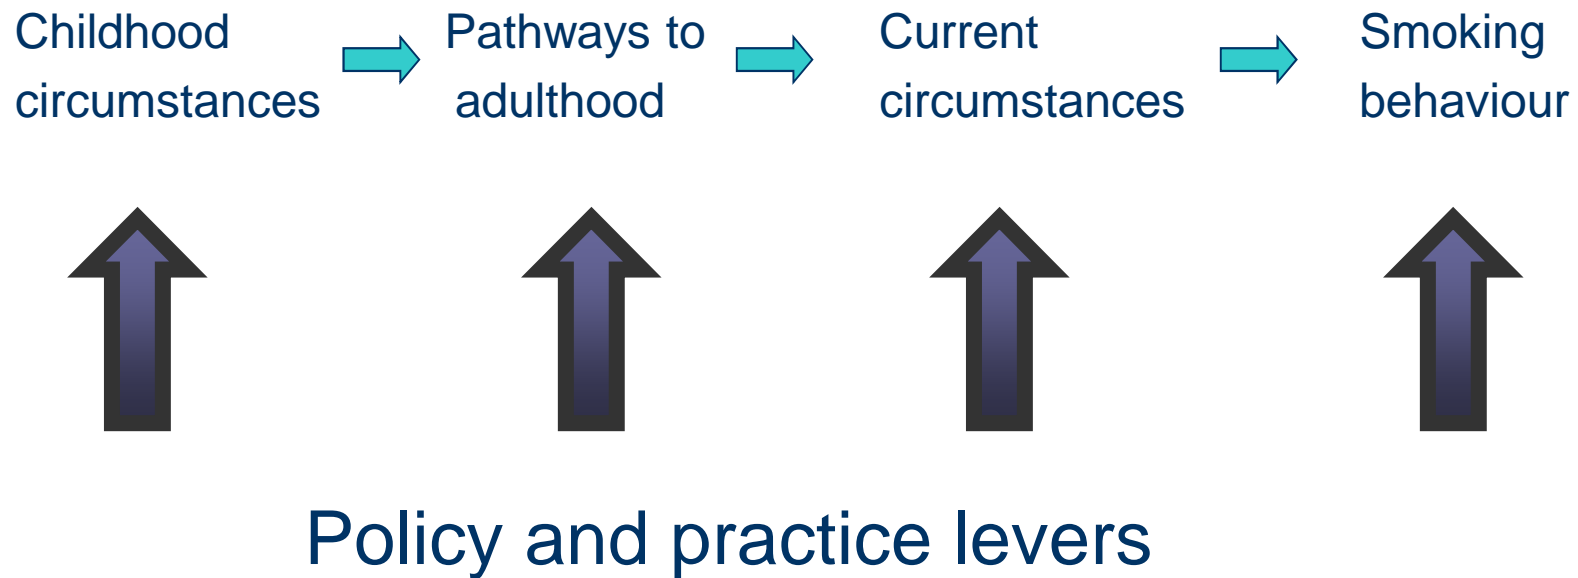 Childhood
circumstances
Pathways to
adulthood
Current
circumstances
Smoking
behaviour
Policy and practice levers